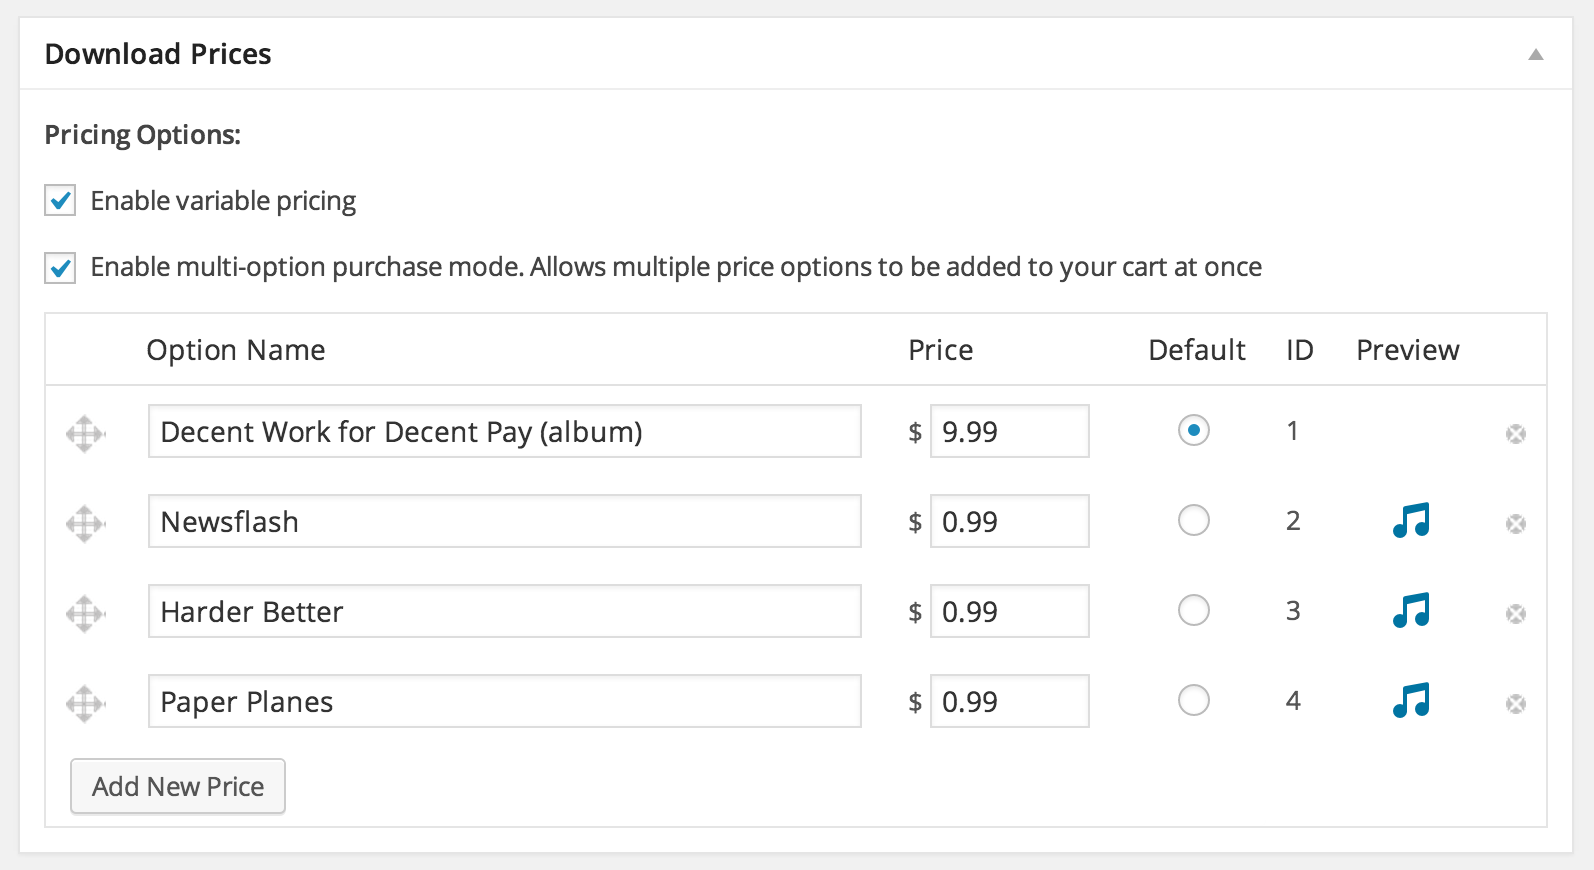 Download Prices
Pricing Options:
Enable variable pricing
Enable multi-option purchase mode. Allows multiple price options to be added to your cart at once
Option Name Price Default ID Preview
Decent Work for Decent Pay (album) $ 9.99 1
Newsflash $ 0.99 2
Harder Better $ 0.99 3
Paper Planes $ 0.99 4
Add New Price